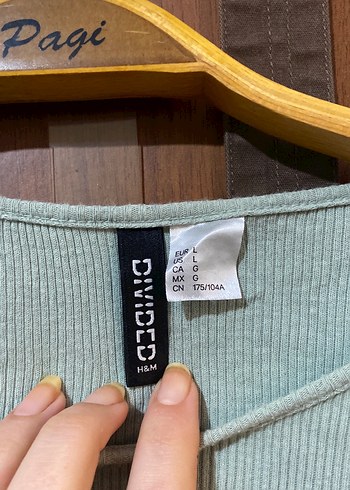 Pagi
DIVIDED
H&M
EUR L
US L
CA G
MX G
CN 175/104A